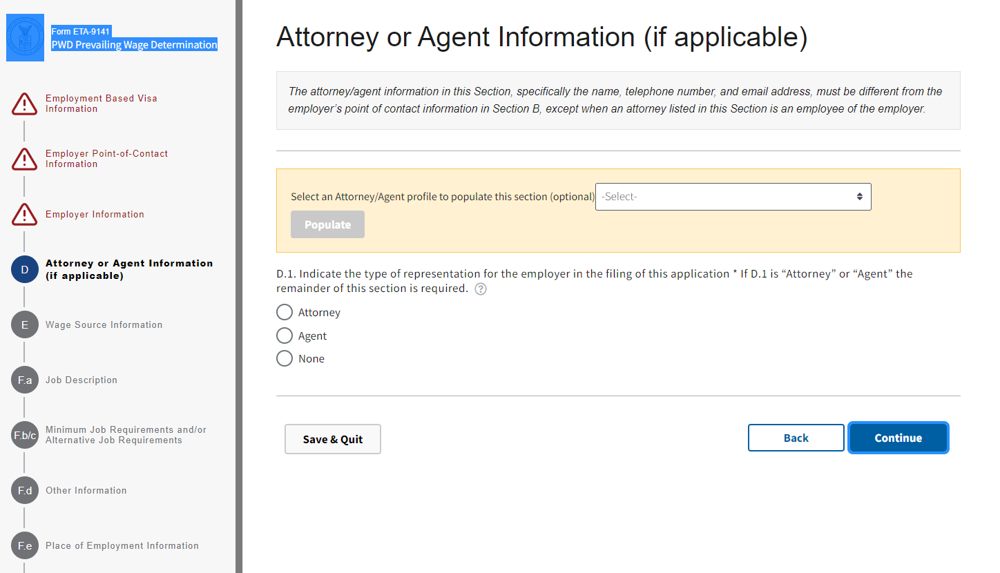 Form ETA-9141
PWD Prevailing Wage Determination
Employment Based Visa
Information
Employer Point-of-Contact
Information
Employer Information
D
Attorney or Agent Information
(if applicable)
E
Wage Source Information
F.a
Job Description
F.b/c
Minimum Job Requirements and/or
Alternative Job Requirements
F.d
Other Information
F.e
Place of Employment Information
Attorney or Agent Information (if applicable)
The attorney/agent information in this Section, specifically the name, telephone number, and email address, must be different from the
employer’s point of contact information in Section B, except when an attorney listed in this Section is an employee of the employer.
Select an Attorney/Agent profile to populate this section (optional) -Select-
Populate
D.1. Indicate the type of representation for the employer in the filing of this application * If D.1 is “Attorney” or “Agent” the
remainder of this section is required. ?
Attorney
Agent
None
Save & Quit
Back
Continue